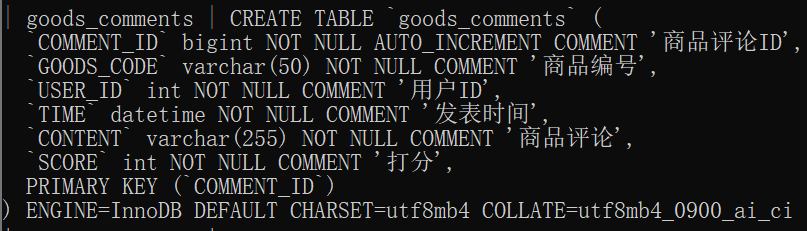 | goods_comments | CREATE TABLE `goods_comments` (
`COMMENT_ID` bigint NOT NULL AUTO_INCREMENT COMMENT '商品评论ID',
`GOODS_CODE` varchar(50) NOT NULL COMMENT '商品编号',
`USER_ID` int NOT NULL COMMENT '用户ID',
`TIME` datetime NOT NULL COMMENT '发表时间',
`CONTENT` varchar(255) NOT NULL COMMENT '商品评论',
`SCORE` int NOT NULL COMMENT '打分',
PRIMARY KEY (`COMMENT_ID`)
) ENGINE=InnoDB DEFAULT CHARSET=utf8mb4 COLLATE=utf8mb4_0900_ai_ci